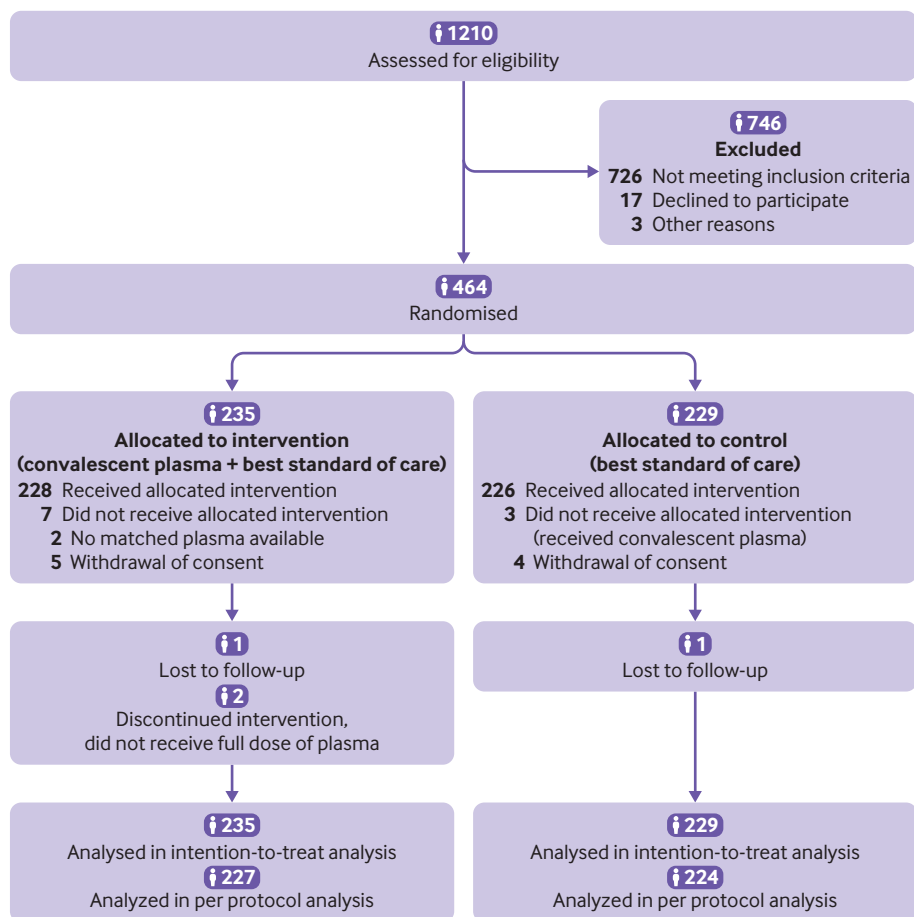 1210
Assessed for eligibility
746
Excluded
726 Not meeting inclusion criteria
17 Declined to participate
3 Other reasons
464
Randomised
235
Allocated to intervention
(convalescent plasma + best standard of care)
228 Received allocated intervention
7 Did not receive allocated intervention
2 No matched plasma available
5 Withdrawal of consent
229
Allocated to control
(best standard of care)
226 Received allocated intervention
3 Did not receive allocated intervention
(received convalescent plasma)
4 Withdrawal of consent
1
Lost to follow-up
2
Discontinued intervention,
did not receive full dose of plasma
1
Lost to follow-up
235
Analysed in intention-to-treat analysis
227
Analyzed in per protocol analysis
229
Analysed in intention-to-treat analysis
224
Analyzed in per protocol analysis